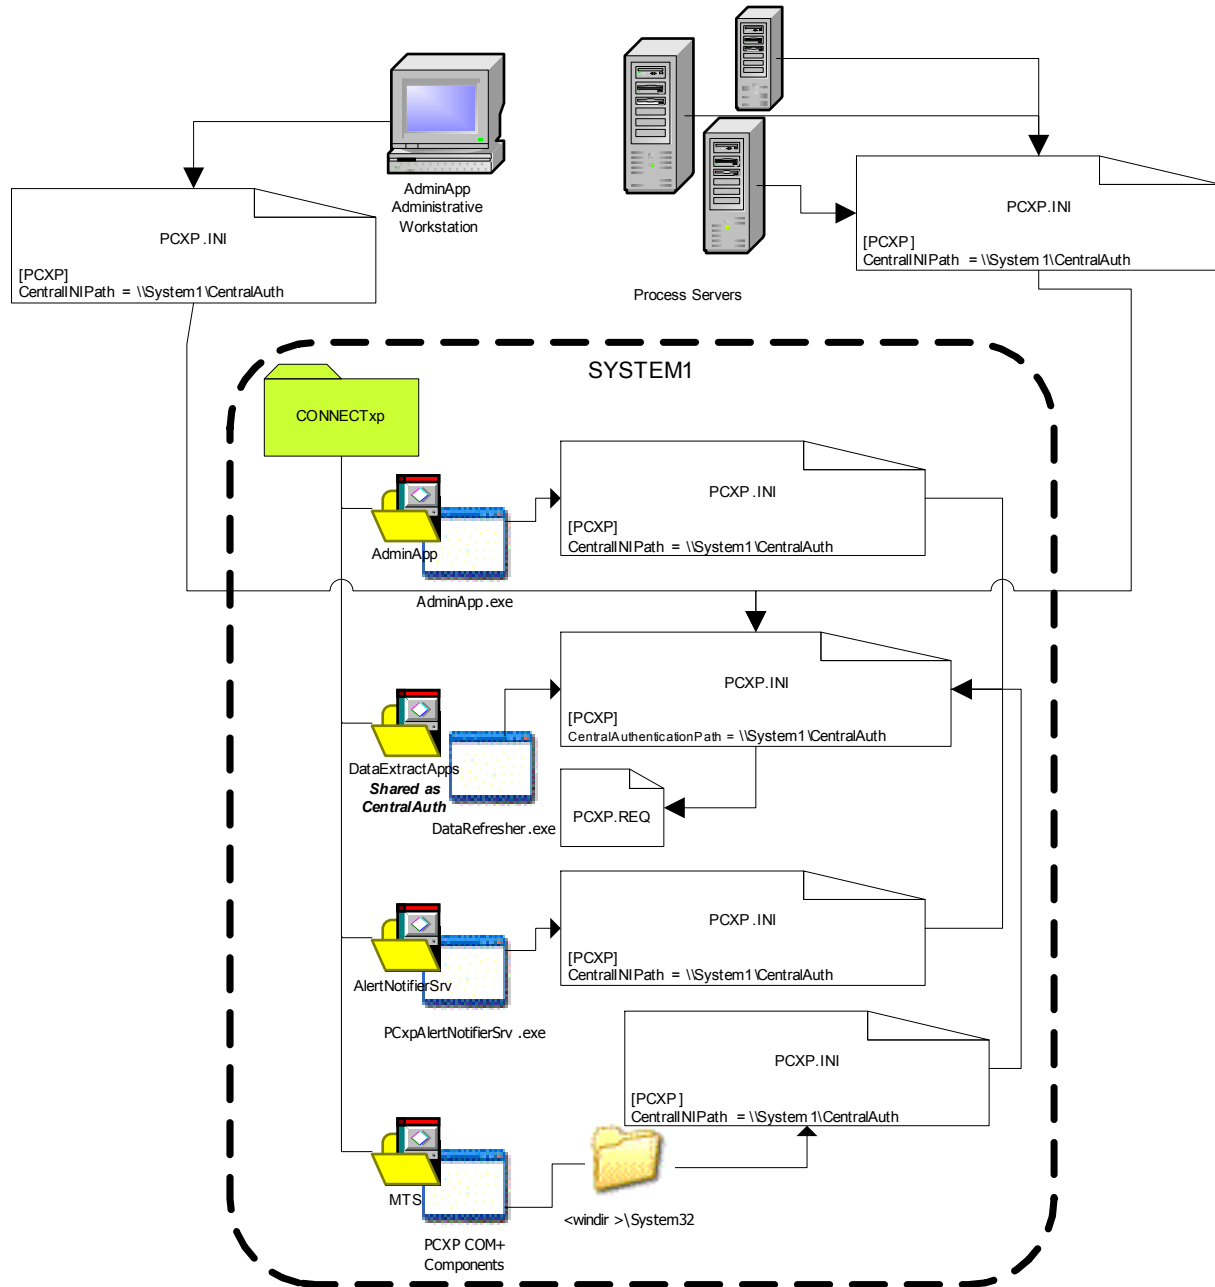 AdminApp
Administrative
Workstation
PCXP.INI
[PCXP]
CentralINIPath = \\System1\CentralAuth
PCXP.INI
[PCXP]
CentralINIPath = \\System1\CentralAuth
Process Servers
SYSTEM1
CONNECTxp
AdminApp
AdminApp.exe
PCXP.INI
[PCXP]
CentralINIPath = \\System1\CentralAuth
PCXP.INI
[PCXP]
CentralAuthenticationPath = \\System1\CentralAuth
DataExtractApps
Shared as
CentralAuth
DataRefresher.exe
PCXP.REQ
PCXP.INI
[PCXP]
CentralINIPath = \\System1\CentralAuth
AlertNotifierSrv
PCxpAlertNotifierSrv.exe
PCXP.INI
[PCXP]
CentralINIPath = \\System1\CentralAuth
MTS
<windir>\System32
PCXP COM+
Components